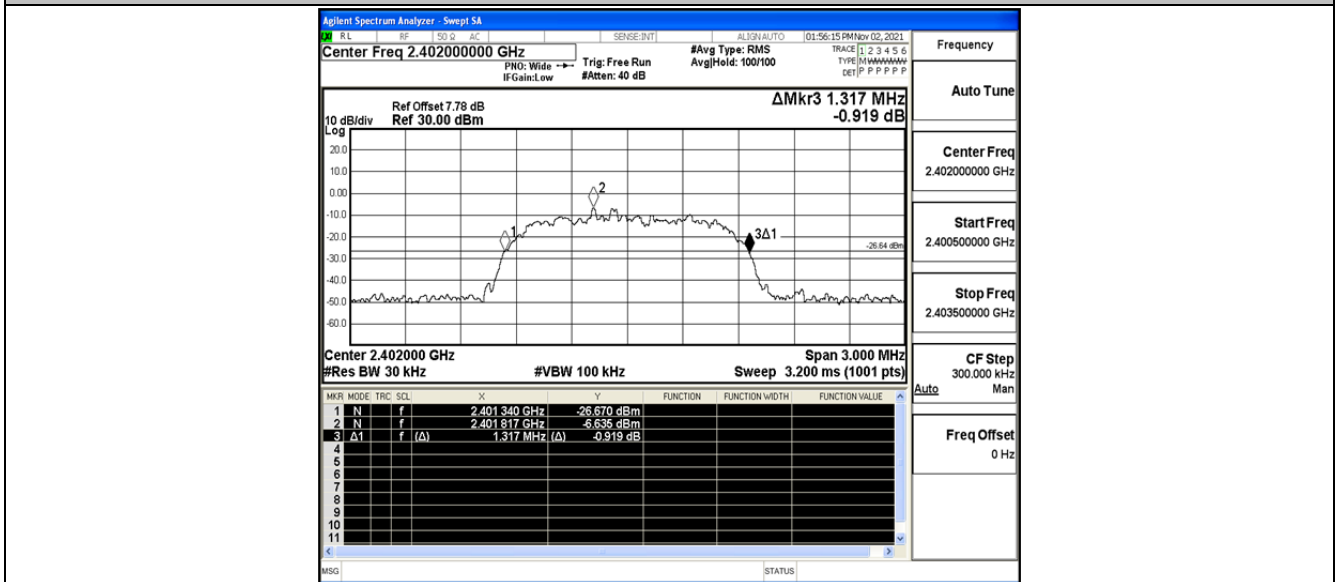 Agilent Spectrum Analyzer - Swept SA
RL RF 50 Ω AC SENSE:INT ALIGN AUTO 01:56:15 PM Nov 02, 2021
Center Freq 2.402000000 GHz
PNO: Wide
IFGain:Low
Trig: Free Run
#Atten: 40 dB
#Avg Type: RMS
Avg|Hold: 100/100
TRACE 1 2 3 4 5 6
TYPE MWWWWW
DET P P P P P P
Ref Offset 7.78 dB
10 dB/div Ref 30.00 dBm
Log
ΔMkr3 1.317 MHz
-0.919 dB
20.0
10.0
0.00
-10.0
-20.0
-30.0
-40.0
-50.0
-60.0
1
2
3Δ1
-26.64 dBm
Center 2.402000 GHz Span 3.000 MHz
#Res BW 30 kHz #VBW 100 kHz Sweep 3.200 ms (1001 pts)
MKR MODE TRC SCL X Y FUNCTION FUNCTION WIDTH FUNCTION VALUE
1 N f 2.401 340 GHz -26.670 dBm
2 N f 2.401 817 GHz -6.635 dBm
3 Δ1 f (Δ) 1.317 MHz (Δ) -0.919 dB
4
5
6
7
8
9
10
11
MSG STATUS
Frequency
Auto Tune
Center Freq
2.402000000 GHz
Start Freq
2.400500000 GHz
Stop Freq
2.403500000 GHz
CF Step
300.000 kHz
Auto Man
Freq Offset
0 Hz